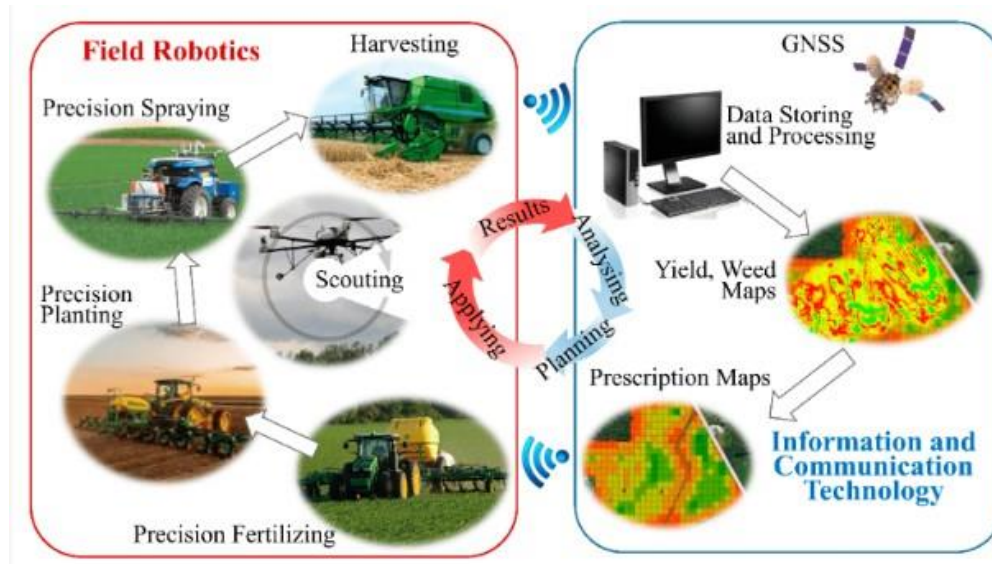 Field Robotics
Harvesting
Precision Spraying
Scouting
Precision
Planting
Precision Fertilizing
Results
Analysing
Planning
Applying
GNSS
Data Storing
and Processing
Yield, Weed
Maps
Prescription Maps
Information and
Communication
Technology